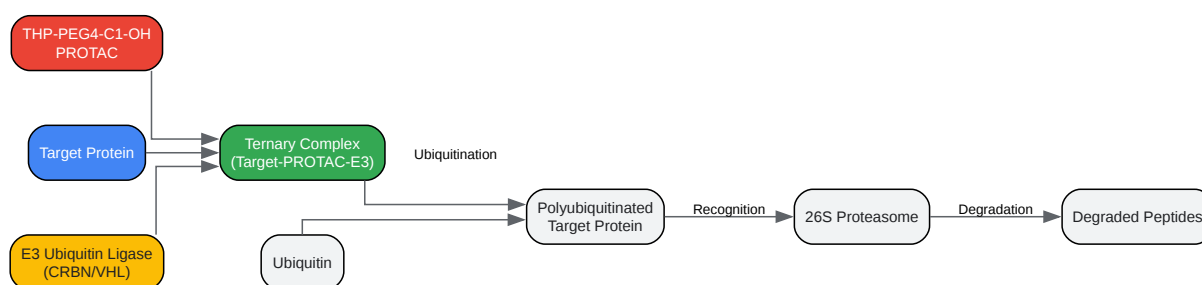 THP-PEG4-C1-OH
PROTAC
Target Protein
E3 Ubiquitin Ligase
(CRBN/VHL)
Ternary Complex
(Target-PROTAC-E3)
Ubiquitin
Ubiquitination
Polyubiquitinated
Target Protein
Recognition
26S Proteasome
Degradation
Degraded Peptides